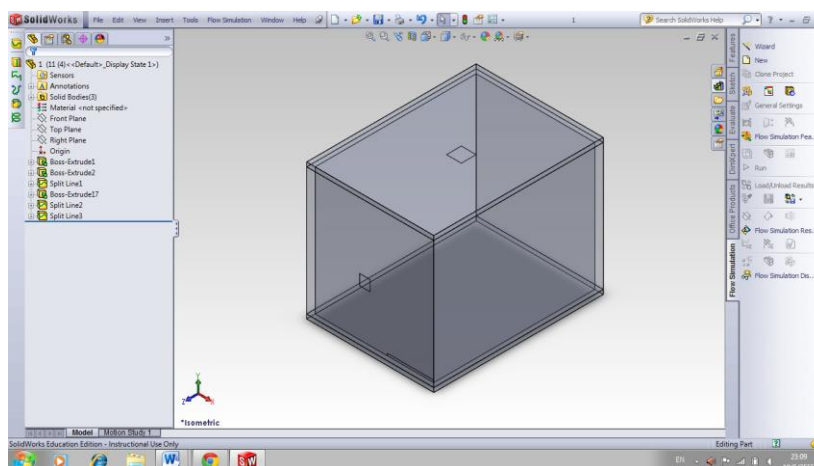 SolidWorks File Edit View Insert Tools Flow Simulation Window Help 1 Search SolidWorks Help
1 (11 (4)<<Default>_Display State 1>)
Sensors
Annotations
Solid Bodies(3)
Material <not specified>
Front Plane
Top Plane
Right Plane
Origin
Boss-Extrude1
Boss-Extrude2
Split Line1
Boss-Extrude17
Split Line2
Split Line3
*Isometric
Features
Sketch
Evaluate
DimXpert
Office Products
Flow Simulation
Wizard
New
Clone Project
General Settings
Flow Simulation Fea...
Run
Load/Unload Results
Flow Simulation Res...
Flow Simulation Dis...
Model Motion Study 1
SolidWorks Education Edition - Instructional Use Only Editing Part
EN 23:09